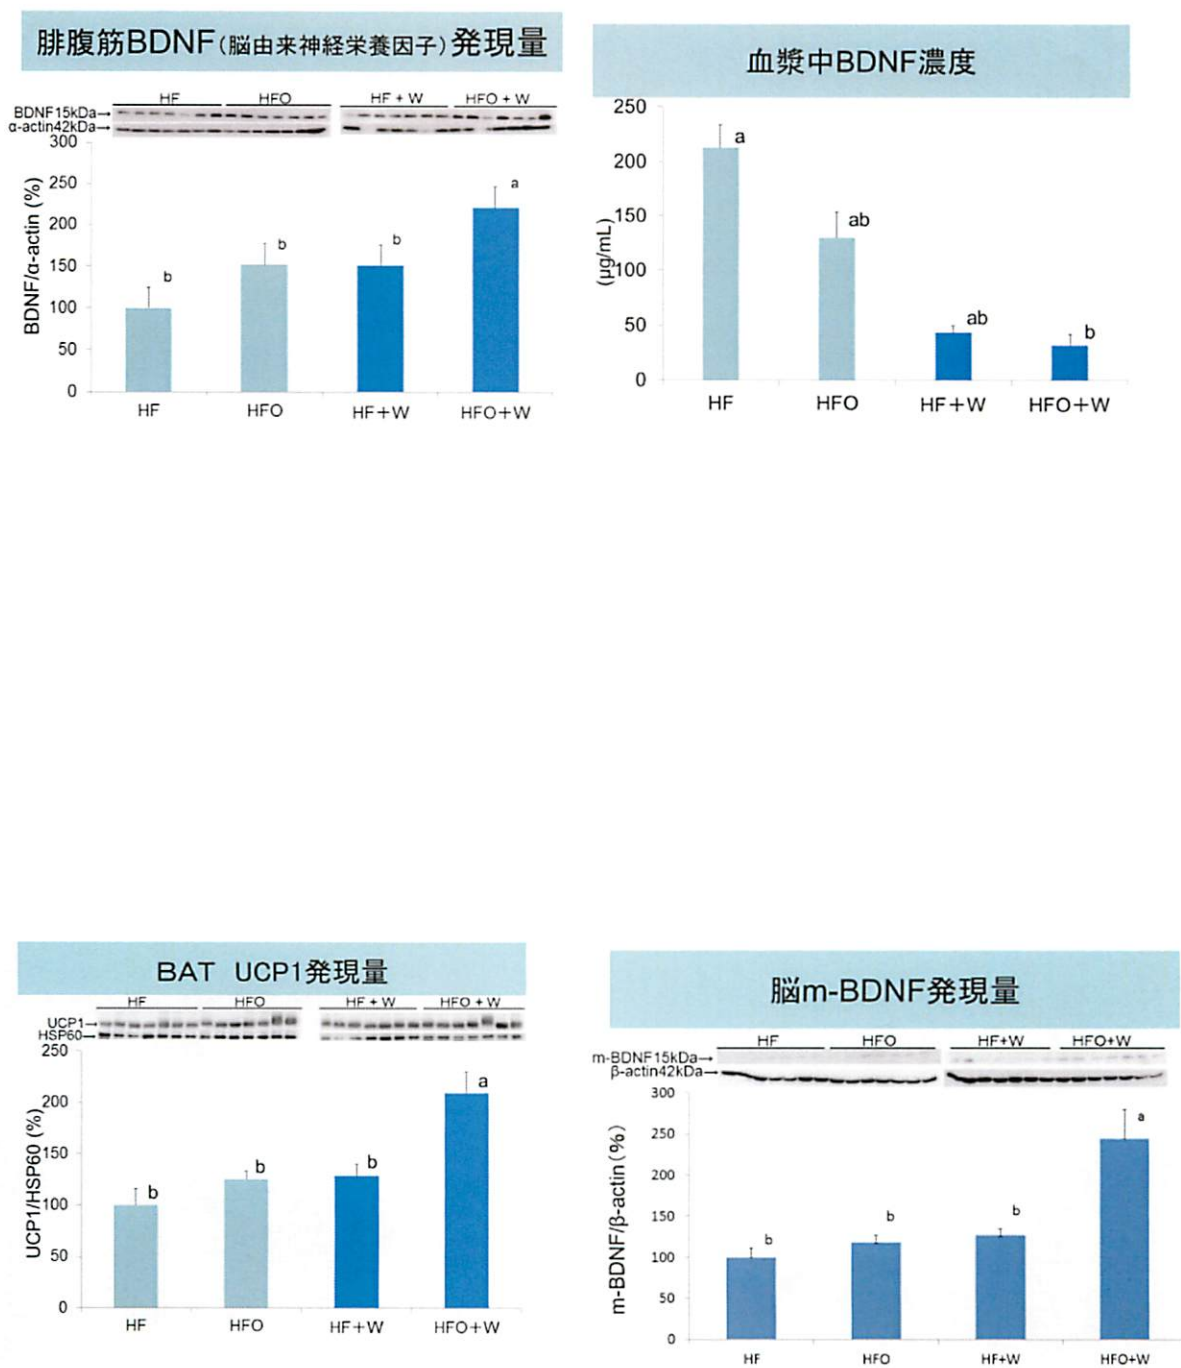 腓腹筋BDNF(脳由来神経栄養因子)発現量
HF HFO HF + W HFO + W
BDNF15kDa→
α-actin42kDa→
300
250
200
150
100
50
0
BDNF/α-actin (%)
b
b
b
a
HF HFO HF+W HFO+W
血漿中BDNF濃度
250
200
150
100
50
0
(μg/mL)
a
ab
ab
b
HF HFO HF+W HFO+W
BAT UCP1発現量
HF HFO HF + W HFO + W
UCP1→
HSP60→
250
200
150
100
50
0
UCP1/HSP60 (%)
b
b
b
a
HF HFO HF+W HFO+W
脳m-BDNF発現量
HF HFO HF+W HFO+W
m-BDNF15kDa→
β-actin42kDa→
300
250
200
150
100
50
0
m-BDNF/β-actin(%)
b
b
b
a
HF HFO HF+W HFO+W